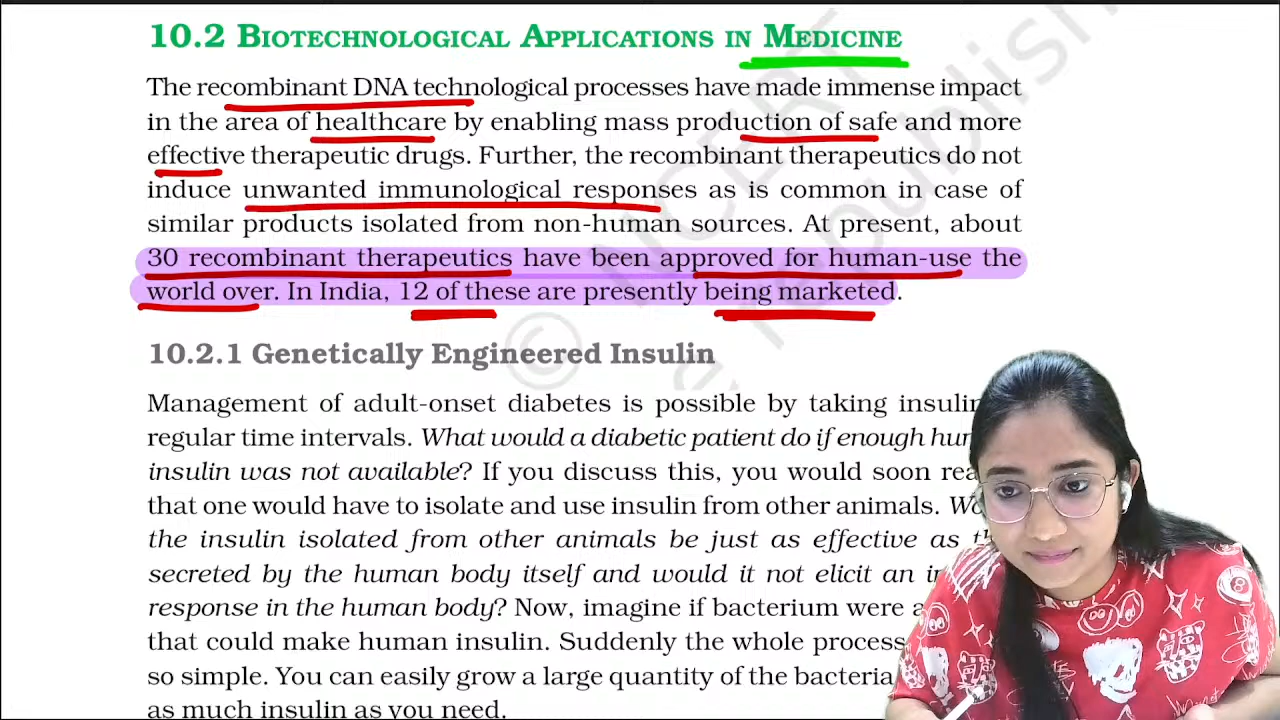 10.2 BIOTECHNOLOGICAL APPLICATIONS IN MEDICINE
The recombinant DNA technological processes have made immense impact
in the area of healthcare by enabling mass production of safe and more
effective therapeutic drugs. Further, the recombinant therapeutics do not
induce unwanted immunological responses as is common in case of
similar products isolated from non-human sources. At present, about
30 recombinant therapeutics have been approved for human-use the
world over. In India, 12 of these are presently being marketed.
10.2.1 Genetically Engineered Insulin
Management of adult-onset diabetes is possible by taking insulin
regular time intervals. What would a diabetic patient do if enough
insulin was not available? If you discuss this, you would soon
that one would have to isolate and use insulin from other animals.
the insulin isolated from other animals be just as effective as
secreted by the human body itself and would it not elicit an
response in the human body? Now, imagine if bacterium were
that could make human insulin. Suddenly the whole process
so simple. You can easily grow a large quantity of the bacteria
as much insulin as you need.
© NCERT
republish